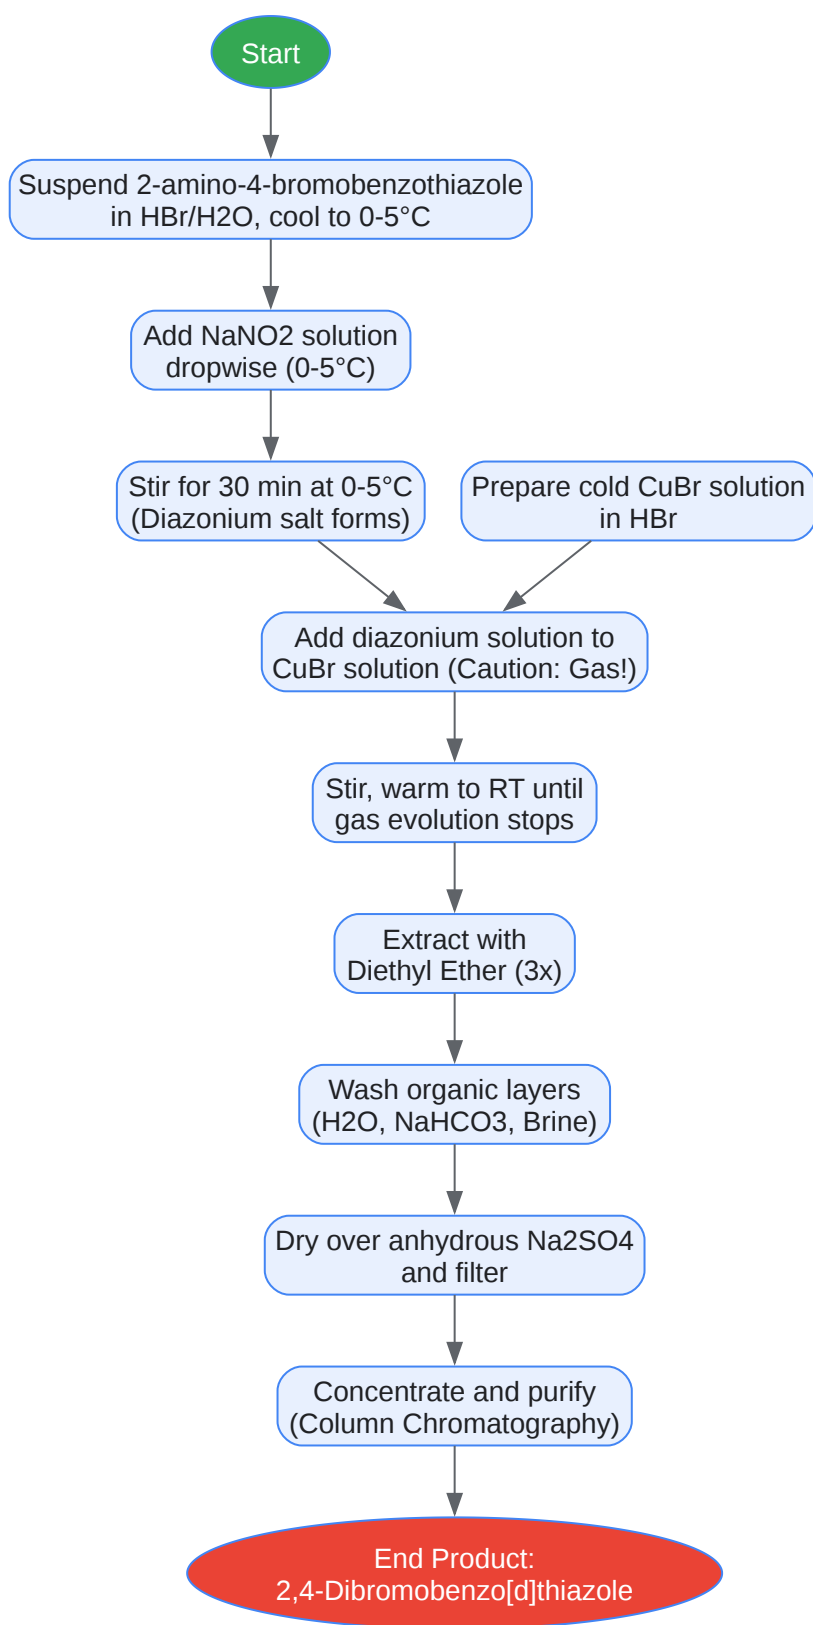 Start
Suspend 2-amino-4-bromobenzothiazole
in HBr/H2O, cool to 0-5°C
Add NaNO2 solution
dropwise (0-5°C)
Stir for 30 min at 0-5°C
(Diazonium salt forms)
Prepare cold CuBr solution
in HBr
Add diazonium solution to
CuBr solution (Caution: Gas!)
Stir, warm to RT until
gas evolution stops
Extract with
Diethyl Ether (3x)
Wash organic layers
(H2O, NaHCO3, Brine)
Dry over anhydrous Na2SO4
and filter
Concentrate and purify
(Column Chromatography)
End Product:
2,4-Dibromobenzo[d]thiazole